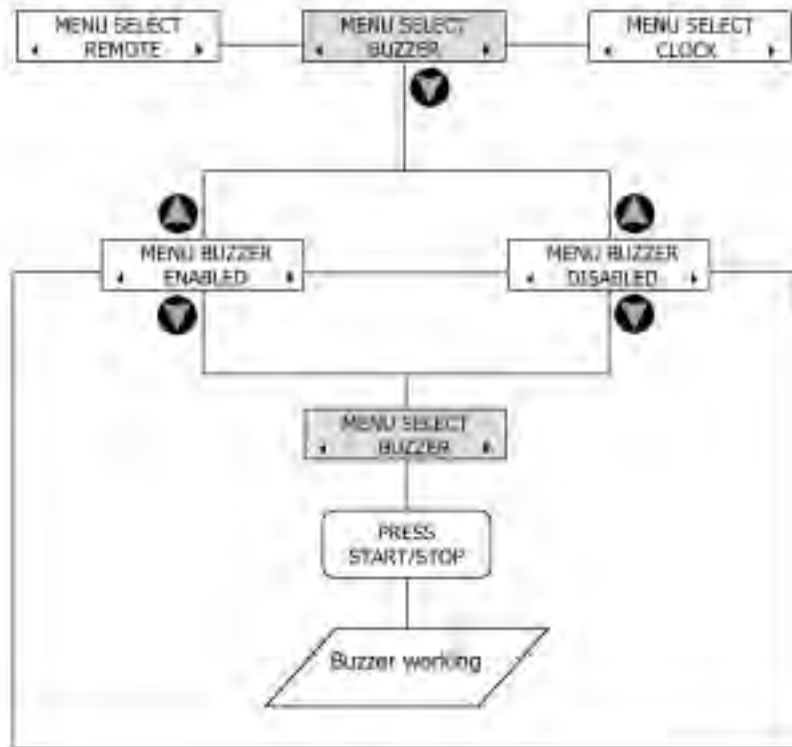 MENU SELECT
REMOTE
MENU SELECT
BUZZER
MENU SELECT
CLOCK
MENU BUZZER
ENABLED
MENU BUZZER
DISABLED
MENU SELECT
BUZZER
PRESS
START/STOP
Buzzer working